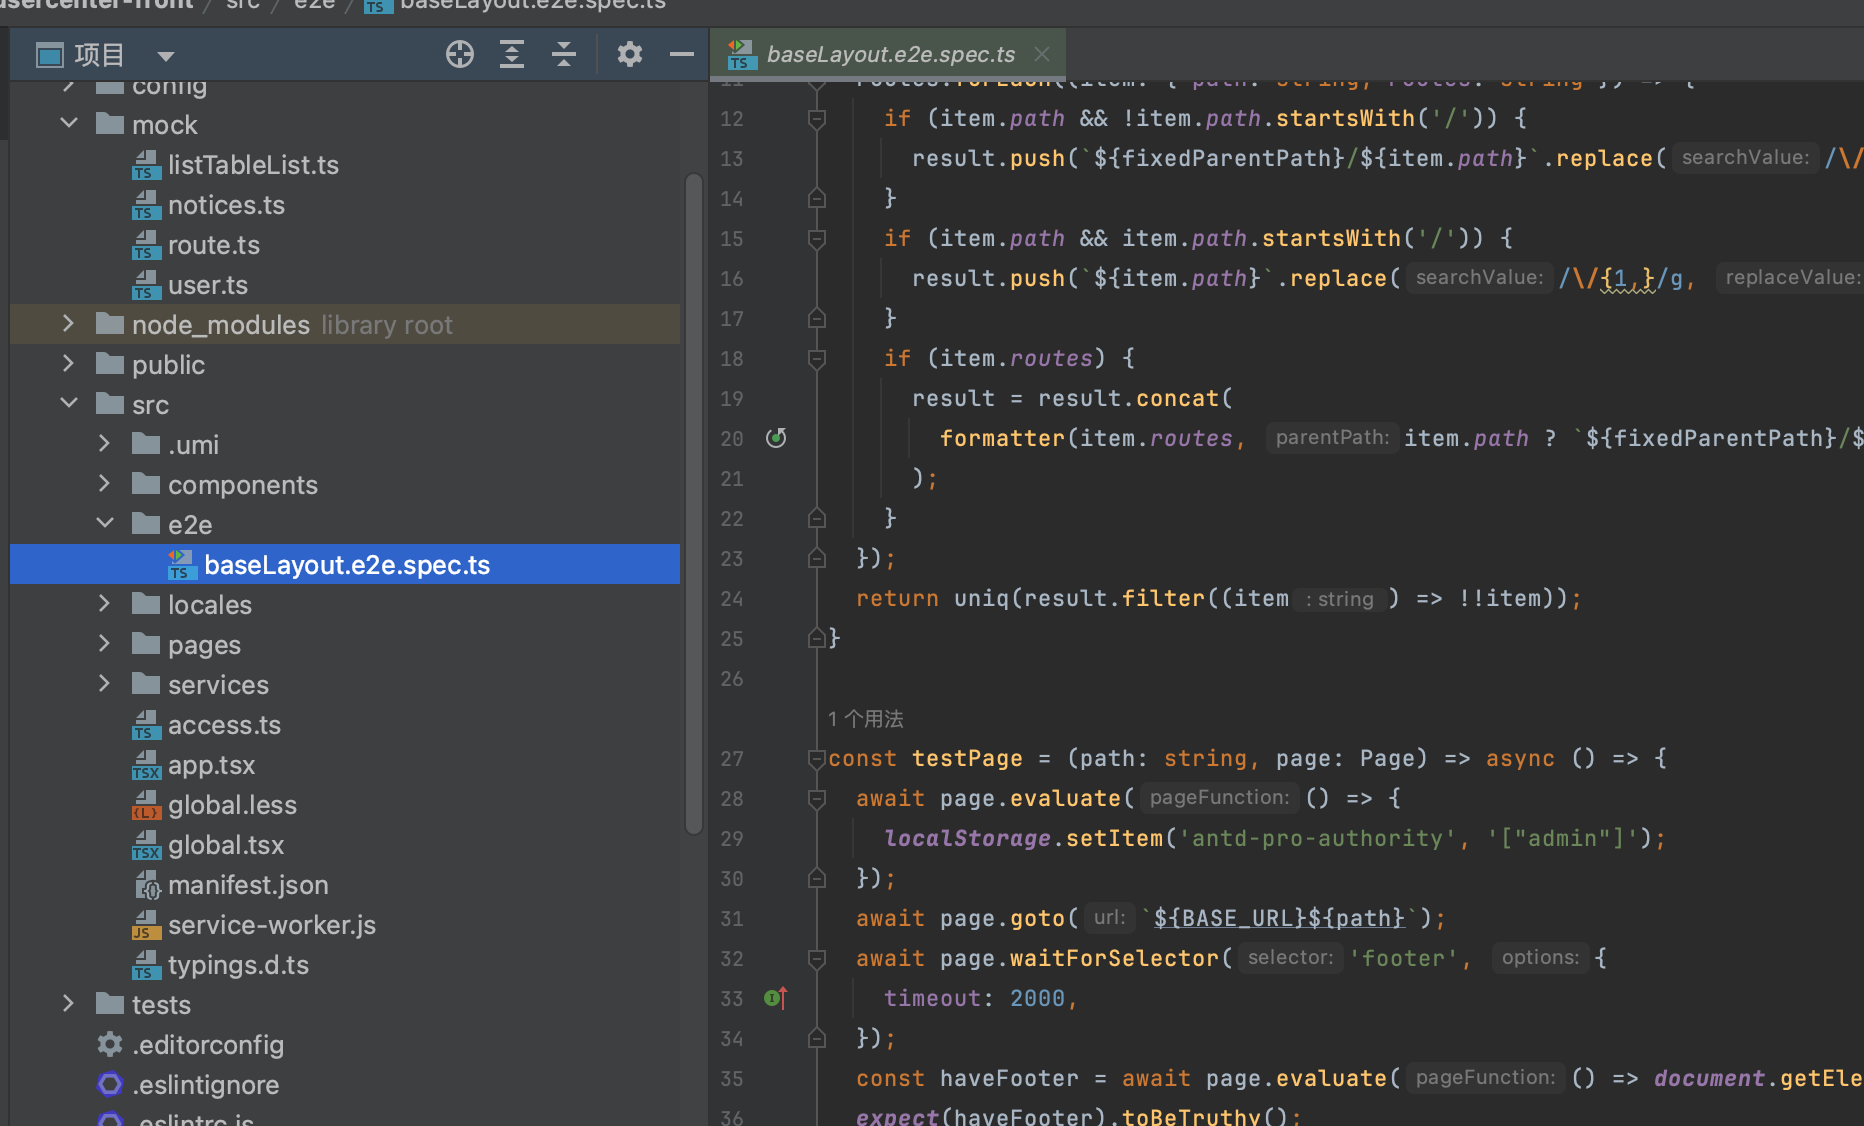 usercenter-front / src / e2e / baseLayout.e2e.spec.ts
项目
config
mock
listTableList.ts
notices.ts
route.ts
user.ts
node_modules library root
public
src
.umi
components
e2e
baseLayout.e2e.spec.ts
locales
pages
services
access.ts
app.tsx
global.less
global.tsx
manifest.json
service-worker.js
typings.d.ts
tests
.editorconfig
.eslintignore
.eslintrc.js
baseLayout.e2e.spec.ts
11 routes.forEach((item: { path: string; routes: string }) => {
12 if (item.path && !item.path.startsWith('/')) {
13 result.push(`${fixedParentPath}/${item.path}`.replace( searchValue: /\/
14 }
15 if (item.path && item.path.startsWith('/')) {
16 result.push(`${item.path}`.replace( searchValue: /\/{1,}/g, replaceValue:
17 }
18 if (item.routes) {
19 result = result.concat(
20 formatter(item.routes, parentPath: item.path ? `${fixedParentPath}/$
21 );
22 }
23 });
24 return uniq(result.filter((item : string ) => !!item));
25 }
26
1 个用法
27 const testPage = (path: string, page: Page) => async () => {
28 await page.evaluate( pageFunction: () => {
29 localStorage.setItem('antd-pro-authority', '["admin"]');
30 });
31 await page.goto( url: `${BASE_URL}${path}`);
32 await page.waitForSelector( selector: 'footer', options: {
33 timeout: 2000,
34 });
35 const haveFooter = await page.evaluate( pageFunction: () => document.getEle
36 expect(haveFooter).toBeTruthy();